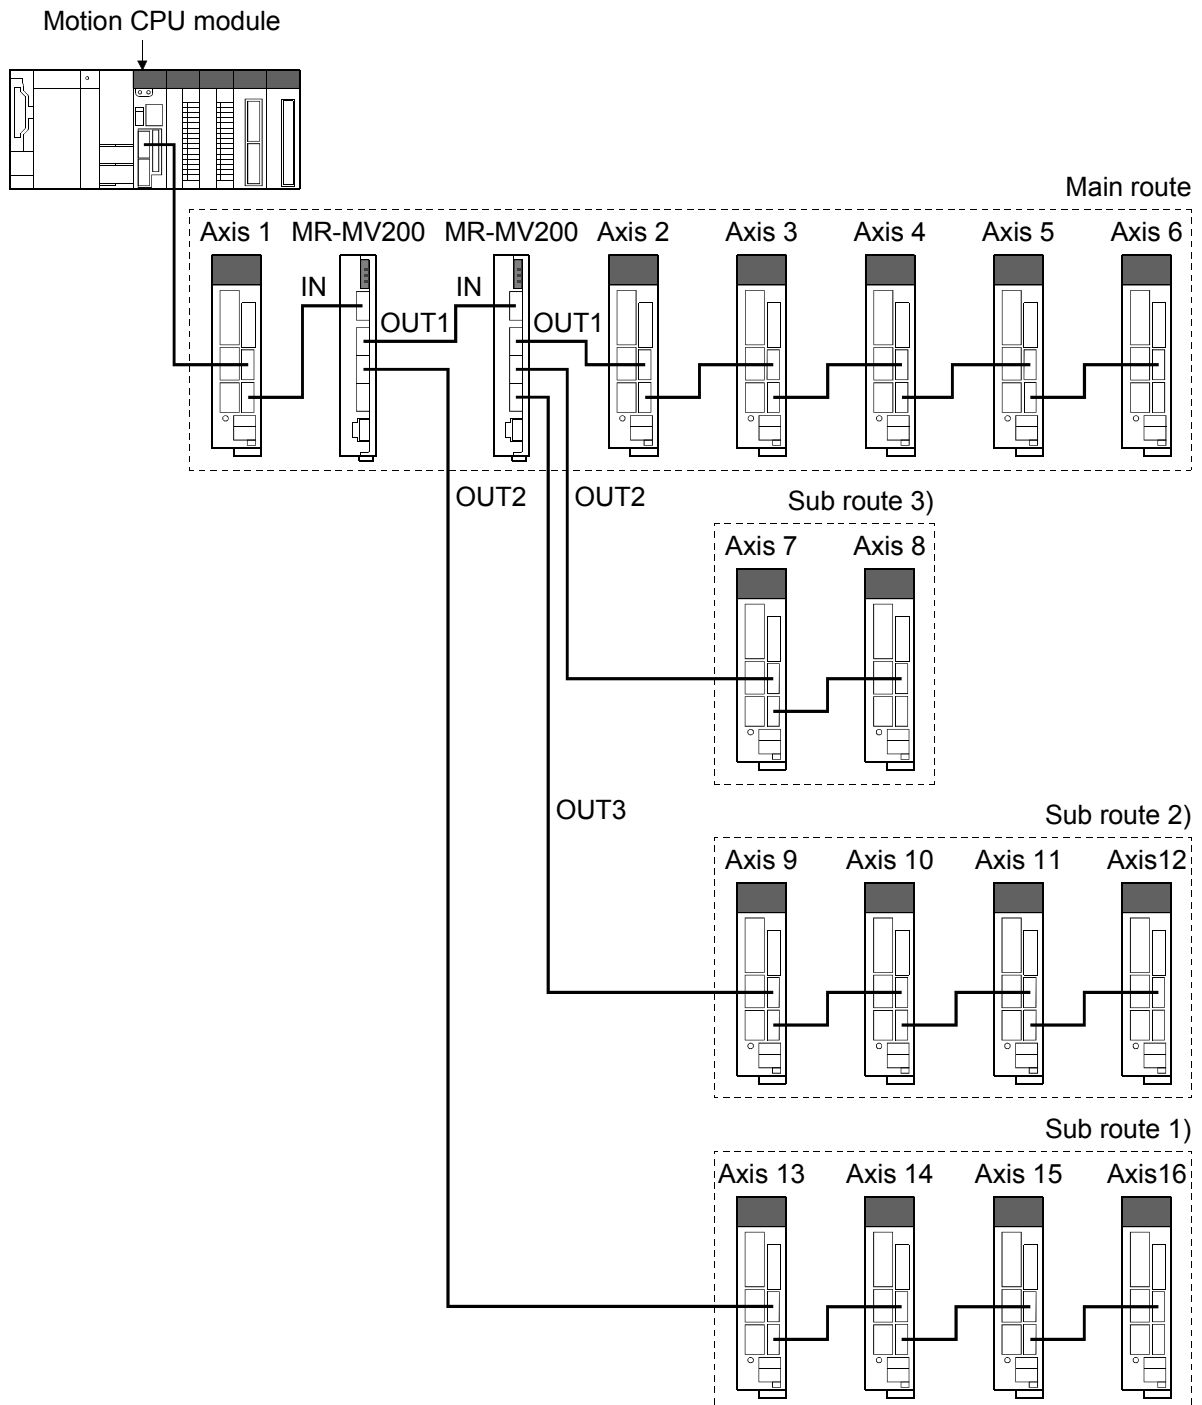 Motion CPU module
Main route
Axis 1 MR-MV200 MR-MV200 Axis 2 Axis 3 Axis 4 Axis 5 Axis 6
IN IN
OUT1 OUT1
OUT2 OUT2 Sub route 3)
Axis 7 Axis 8
OUT3 Sub route 2)
Axis 9 Axis 10 Axis 11 Axis12
Sub route 1)
Axis 13 Axis 14 Axis 15 Axis16